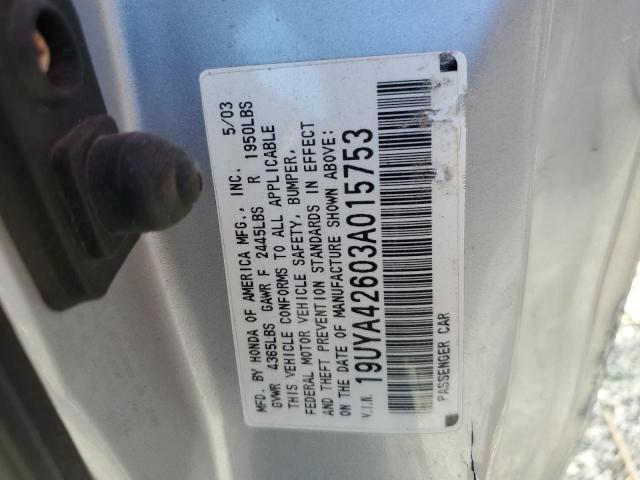 MFD. BY HONDA OF AMERICA MFG., INC. 5/03
GVWR 4365LBS GAWR F 2445LBS R 1950LBS
THIS VEHICLE CONFORMS TO ALL APPLICABLE
FEDERAL MOTOR VEHICLE SAFETY, BUMPER,
AND THEFT PREVENTION STANDARDS IN EFFECT
ON THE DATE OF MANUFACTURE SHOWN ABOVE:
V.I.N. 19UYA42603A015753
PASSENGER CAR